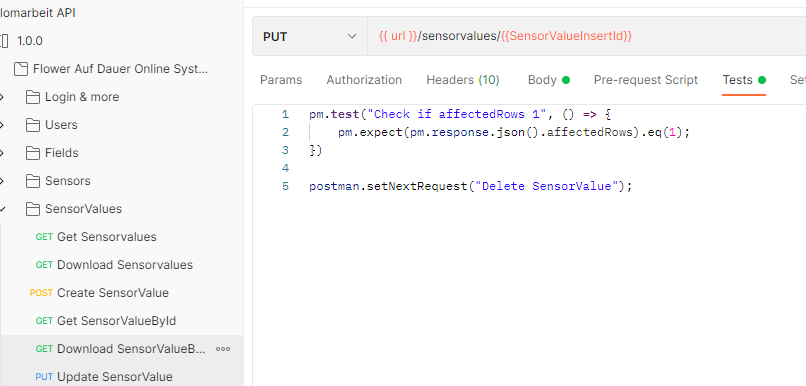 lomarbeit API
1.0.0
Flower Auf Dauer Online Syst...
Login & more
Users
Fields
Sensors
SensorValues
GET Get Sensorvalues
GET Download Sensorvalues
POST Create SensorValue
GET Get SensorValueById
GET Download SensorValueB...
PUT Update SensorValue
PUT {{ url }}/sensorvalues/{{SensorValueInsertId}}
Params Authorization Headers (10) Body Pre-request Script Tests Set
1 pm.test("Check if affectedRows 1", () => {
2 pm.expect(pm.response.json().affectedRows).eq(1);
3 })
4
5 postman.setNextRequest("Delete SensorValue");